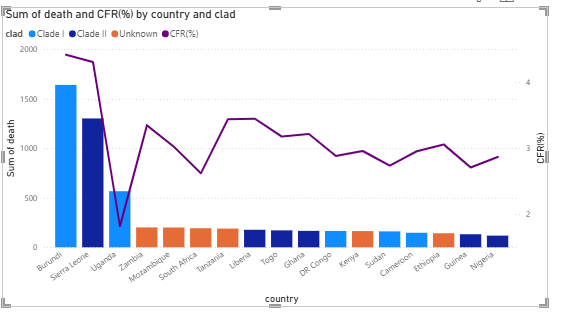 Sum of death and CFR(%) by country and clad
clad Clade I Clade II Unknown CFR(%)
2000
1500
1000
500
0
Sum of death
4
3
2
CFR(%)
Burundi
Sierra Leone
Uganda
Zambia
Mozambique
South Africa
Tanzania
Liberia
Togo
Ghana
DR Congo
Kenya
Sudan
Cameroon
Ethiopia
Guinea
Nigeria
country